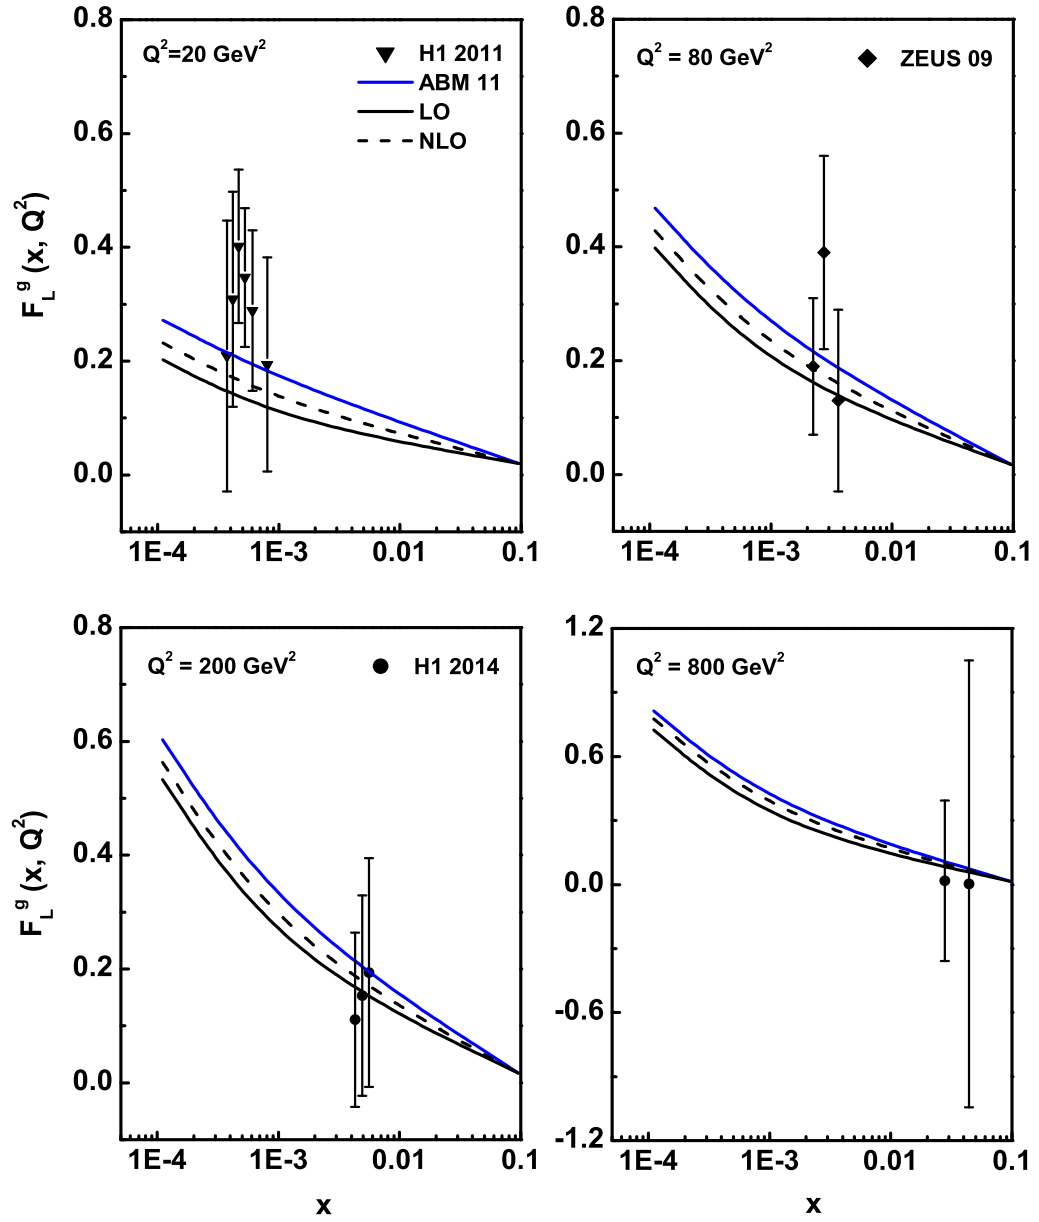 0.8
Q²=20 GeV²
H1 2011
ABM 11
LO
NLO
0.6
0.4
0.2
0.0
F_L^g (x, Q²)
1E-4 1E-3 0.01 0.1
0.8
Q² = 80 GeV²
ZEUS 09
0.6
0.4
0.2
0.0
1E-4 1E-3 0.01 0.1
0.8
Q² = 200 GeV²
H1 2014
0.6
0.4
0.2
0.0
F_L^g (x, Q²)
1E-4 1E-3 0.01 0.1
x
1.2
Q² = 800 GeV²
0.6
0.0
-0.6
-1.2
1E-4 1E-3 0.01 0.1
x